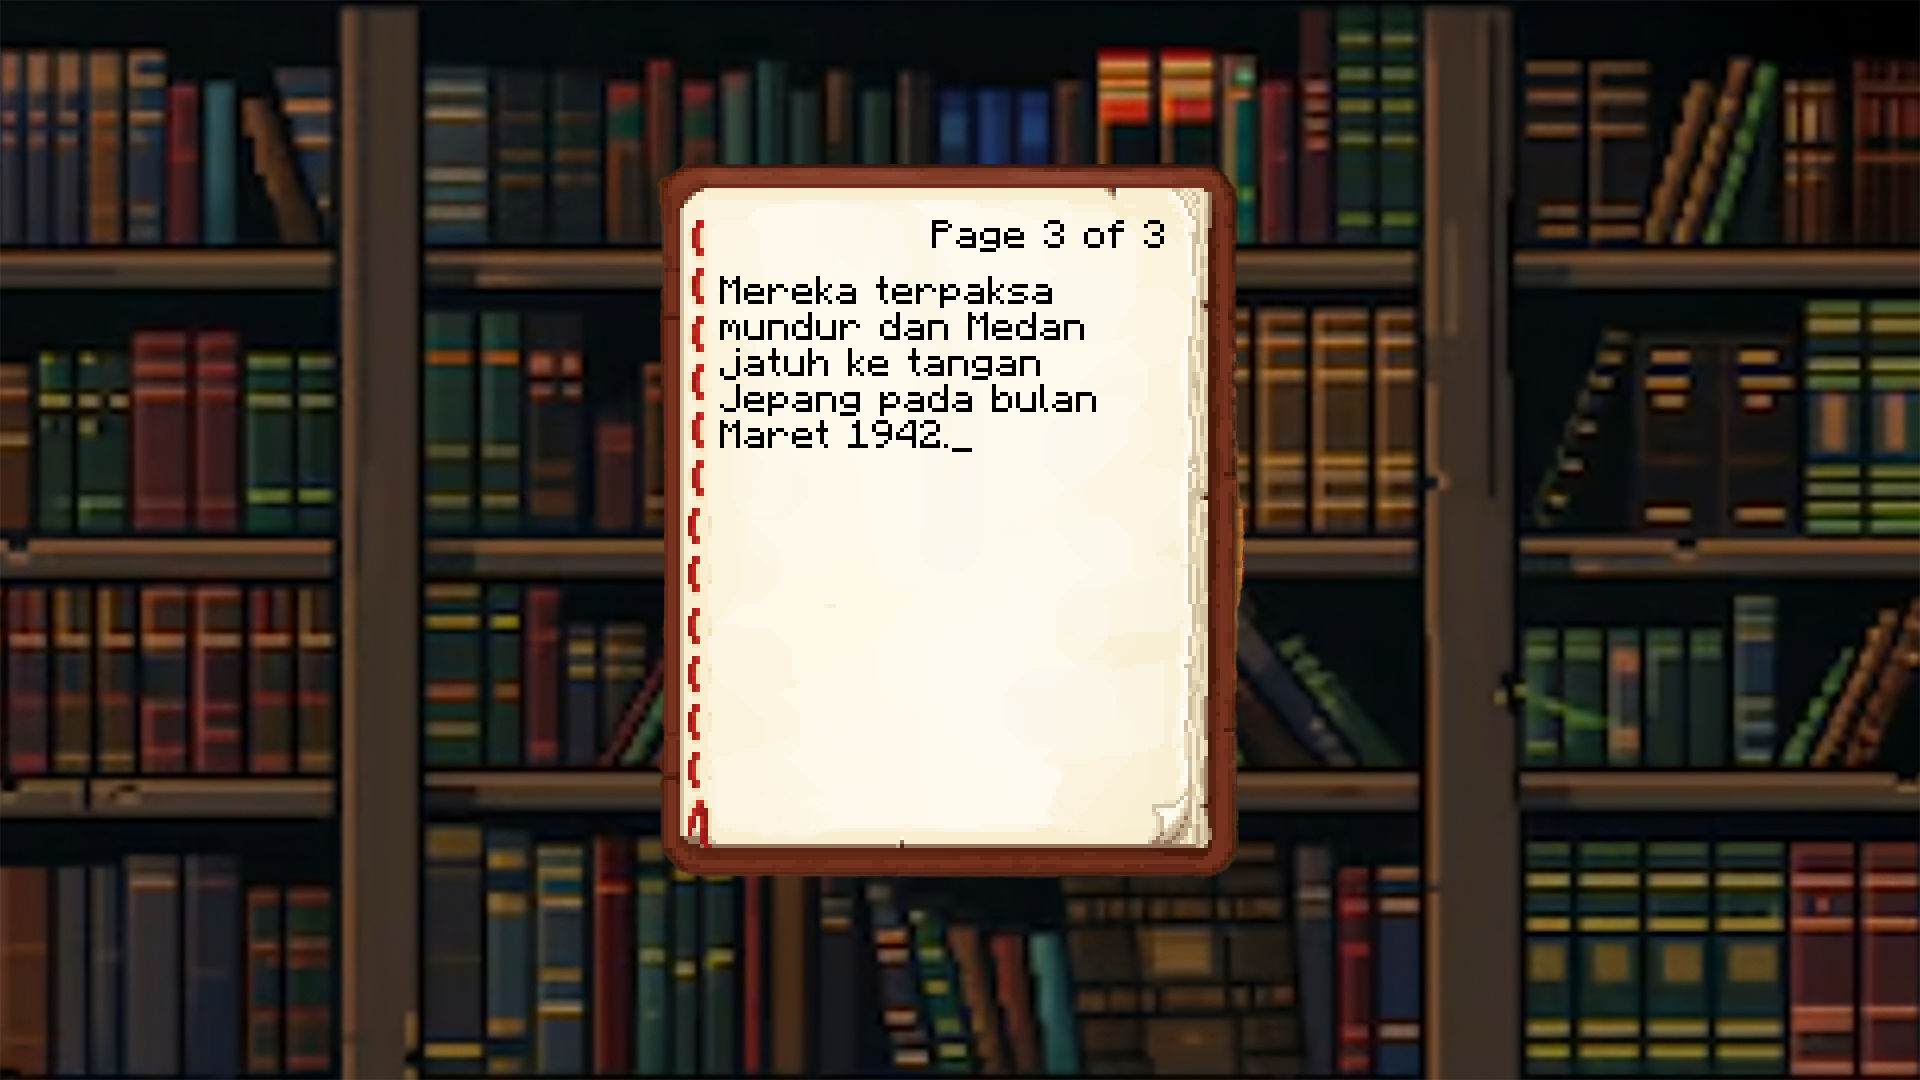 Page 3 of 3
Mereka terpaksa
mundur dan Medan
jatuh ke tangan
Jepang pada bulan
Maret 1942._